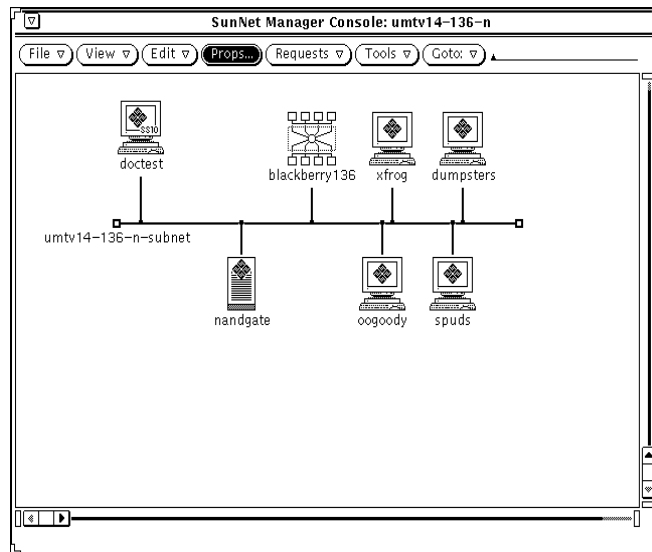 SunNet Manager Console: umtv14-136-n
File View Edit Props... Requests Tools Goto:
SS10
doctest
blackberry136
xfrog
dumpsters
umtv14-136-n-subnet
nandgate
oogoody
spuds